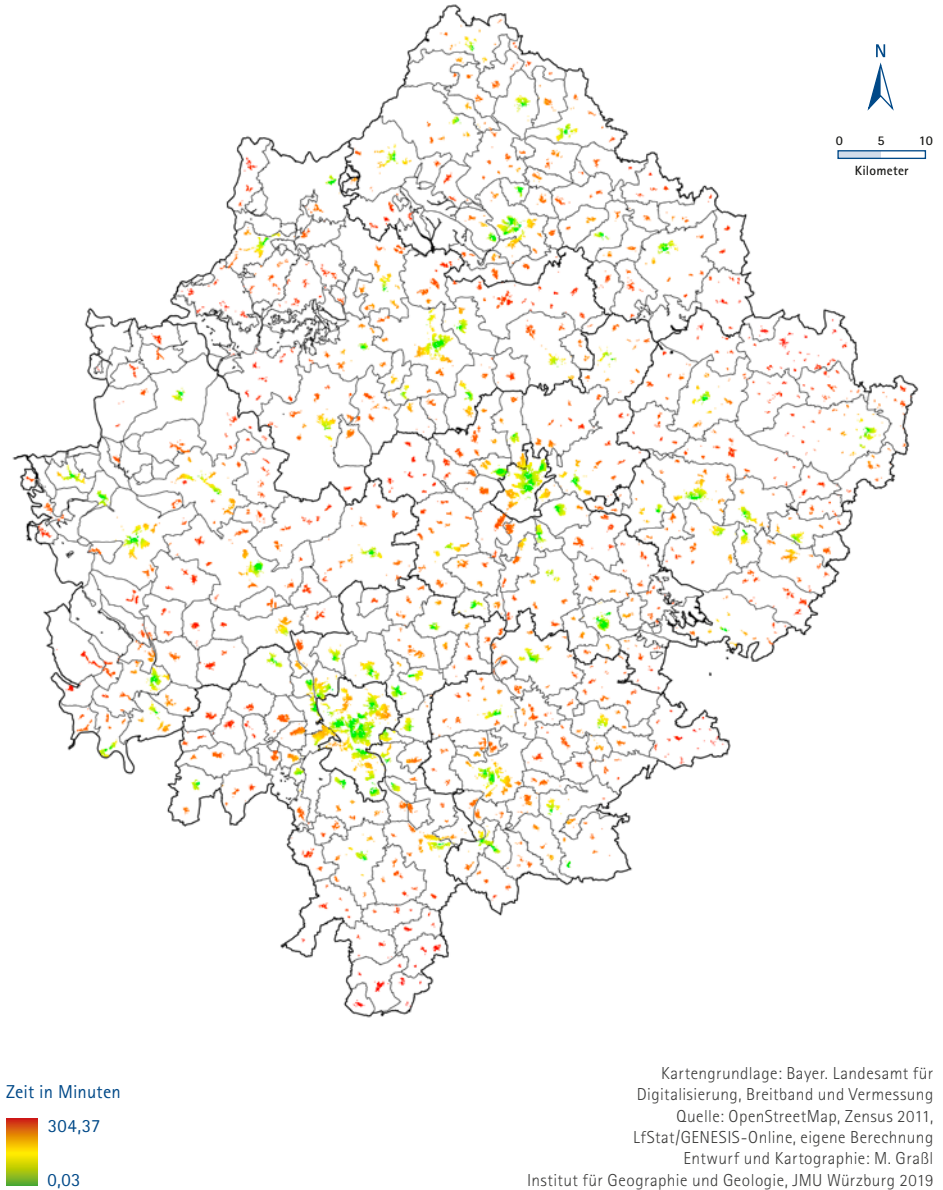 N
0 5 10
Kilometer
Zeit in Minuten
304,37
0,03
Kartengrundlage: Bayer. Landesamt für
Digitalisierung, Breitband und Vermessung
Quelle: OpenStreetMap, Zensus 2011,
LfStat/GENESIS-Online, eigene Berechnung
Entwurf und Kartographie: M. Graßl
Institut für Geographie und Geologie, JMU Würzburg 2019